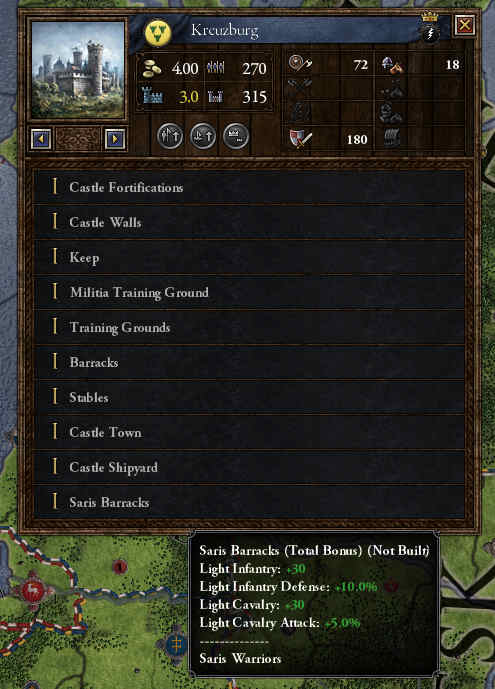 Kreuzburg
4.00 270
3.0 315
72 18
180
I Castle Fortifications
I Castle Walls
I Keep
I Militia Training Ground
I Training Grounds
I Barracks
I Stables
I Castle Town
I Castle Shipyard
I Saris Barracks
Saris Barracks (Total Bonus) (Not Built)
Light Infantry: +30
Light Infantry Defense: +10.0%
Light Cavalry: +30
Light Cavalry Attack: +5.0%
-------------
Saris Warriors